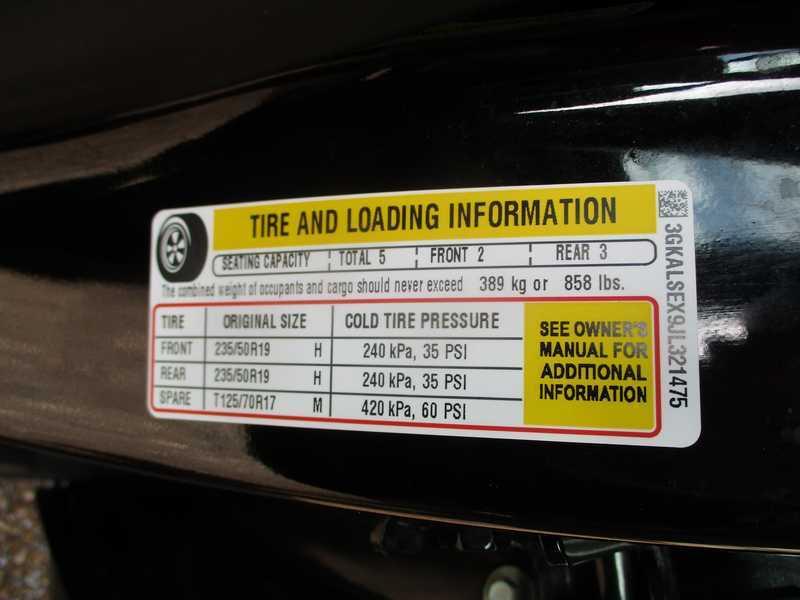 TIRE AND LOADING INFORMATION
SEATING CAPACITY TOTAL 5 FRONT 2 REAR 3
The combined weight of occupants and cargo should never exceed 389 kg or 858 lbs.
TIRE ORIGINAL SIZE COLD TIRE PRESSURE
FRONT 235/50R19 H 240 kPa, 35 PSI
REAR 235/50R19 H 240 kPa, 35 PSI
SPARE T125/70R17 M 420 kPa, 60 PSI
SEE OWNER'S
MANUAL FOR
ADDITIONAL
INFORMATION
3GKALSEX9JL321475